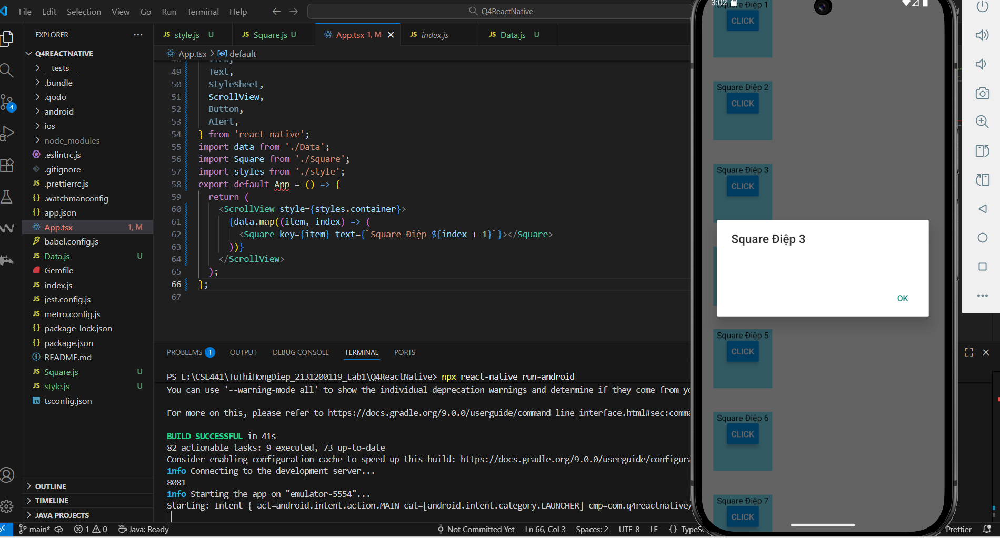 File Edit Selection View Go Run Terminal Help
Q4ReactNative
EXPLORER
Q4REACTNATIVE
__tests__
.bundle
.qodo
android
ios
node_modules
.eslintrc.js
.gitignore
.prettierrc.js
.watchmanconfig
app.json
App.tsx 1, M
babel.config.js
Data.js U
Gemfile
index.js
jest.config.js
metro.config.js
package-lock.json
package.json
README.md
Square.js U
style.js U
tsconfig.json
OUTLINE
TIMELINE
JAVA PROJECTS
style.js U
Square.js U
App.tsx 1, M
index.js
Data.js U
App.tsx > default
48 View,
49 Text,
50 StyleSheet,
51 ScrollView,
52 Button,
53 Alert,
54 } from 'react-native';
55 import data from './Data';
56 import Square from './Square';
57 import styles from './style';
58 export default App = () => {
59 return (
60 <ScrollView style={styles.container}>
61 {data.map((item, index) => (
62 <Square key={item} text={`Square Điệp ${index + 1}`}></Square>
63 ))}
64 </ScrollView>
65 );
66 };
67
PROBLEMS 1 OUTPUT DEBUG CONSOLE TERMINAL PORTS
PS E:\CSE441\TuThiHongDiep_2131200119_Lab1\Q4ReactNative> npx react-native run-android
You can use '--warning-mode all' to show the individual deprecation warnings and determine if they come from
For more on this, please refer to https://docs.gradle.org/9.0.0/userguide/command_line_interface.html#sec:comma
BUILD SUCCESSFUL in 41s
82 actionable tasks: 9 executed, 73 up-to-date
Consider enabling configuration cache to speed up this build: https://docs.gradle.org/9.0.0/userguide/configura
info Connecting to the development server...
8081
info Starting the app on "emulator-5554"...
Starting: Intent { act=android.intent.action.MAIN cat=[android.intent.category.LAUNCHER] cmp=com.q4reactnative/
4
main* 1 0 Java: Ready
Not Committed Yet Ln 66, Col 3 Spaces: 2 UTF-8 LF {} TypeSc
Prettier
3:02
Square Điệp 1
CLICK
Square Điệp 2
CLICK
Square Điệp 3
CLICK
Square Điệp 3
OK
Square Điệp 5
CLICK
Square Điệp 6
CLICK
Square Điệp 7
CLICK